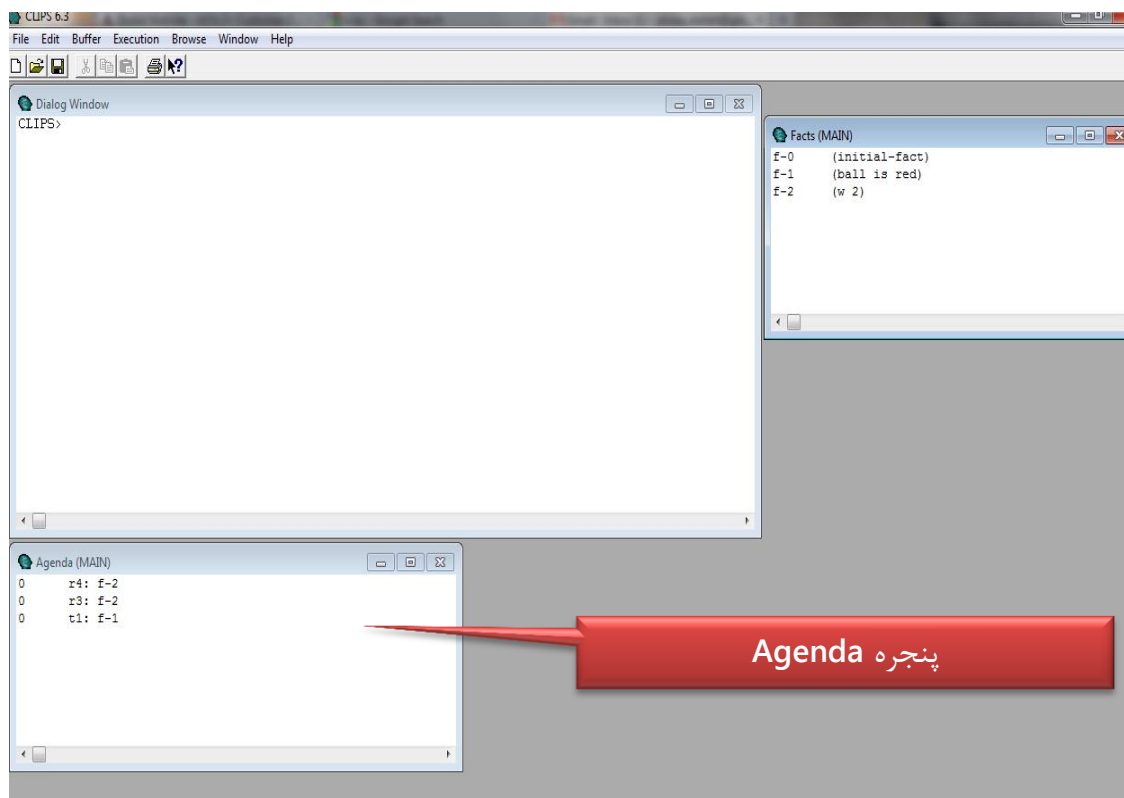 CLIPS 6.3
File Edit Buffer Execution Browse Window Help
Dialog Window
CLIPS>
Facts (MAIN)
f-0 (initial-fact)
f-1 (ball is red)
f-2 (w 2)
Agenda (MAIN)
0 r4: f-2
0 r3: f-2
0 t1: f-1
پنجره Agenda